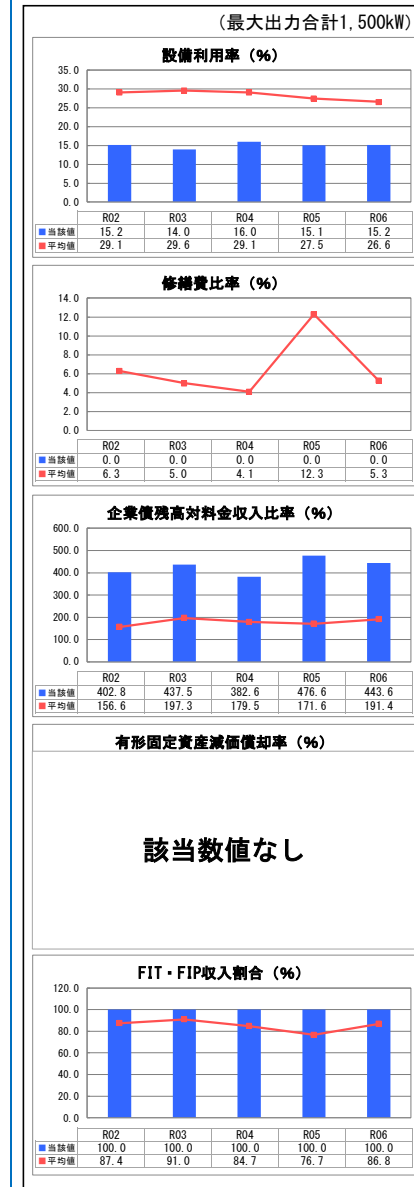 (最大出力合計1,500kW)
設備利用率（%）
35.0
30.0
25.0
20.0
15.0
10.0
5.0
0.0
R02 R03 R04 R05 R06
当該値 15.2 14.0 16.0 15.1 15.2
平均値 29.1 29.6 29.1 27.5 26.6
修繕費比率（%）
14.0
12.0
10.0
8.0
6.0
4.0
2.0
0.0
R02 R03 R04 R05 R06
当該値 0.0 0.0 0.0 0.0 0.0
平均値 6.3 5.0 4.1 12.3 5.3
企業債残高対料金収入比率（%）
600.0
500.0
400.0
300.0
200.0
100.0
0.0
R02 R03 R04 R05 R06
当該値 402.8 437.5 382.6 476.6 443.6
平均値 156.6 197.3 179.5 171.6 191.4
有形固定資産減価償却率（%）
該当数値なし
FIT・FIP収入割合（%）
120.0
100.0
80.0
60.0
40.0
20.0
0.0
R02 R03 R04 R05 R06
当該値 100.0 100.0 100.0 100.0 100.0
平均値 87.4 91.0 84.7 76.7 86.8